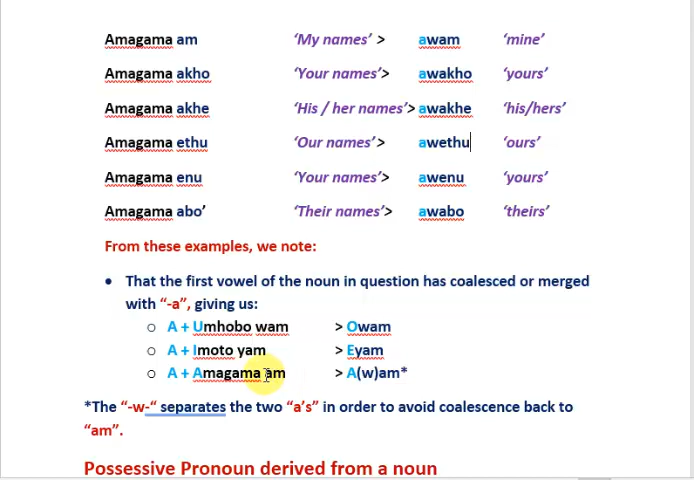 Amagama am ‘My names’ > awam ‘mine’
Amagama akho ‘Your names’> awakho ‘yours’
Amagama akhe ‘His / her names’> awakhe ‘his/hers’
Amagama ethu ‘Our names’ > awethu ‘ours’
Amagama enu ‘Your names’> awenu ‘yours’
Amagama abo’ ‘Their names’> awabo ‘theirs’
From these examples, we note:
• That the first vowel of the noun in question has coalesced or merged
with “-a”, giving us:
o A + Umhobo wam > Owam
o A + Imoto yam > Eyam
o A + Amagama am > A(w)am*
*The “-w-“ separates the two “a’s” in order to avoid coalescence back to
“am”.
Possessive Pronoun derived from a noun